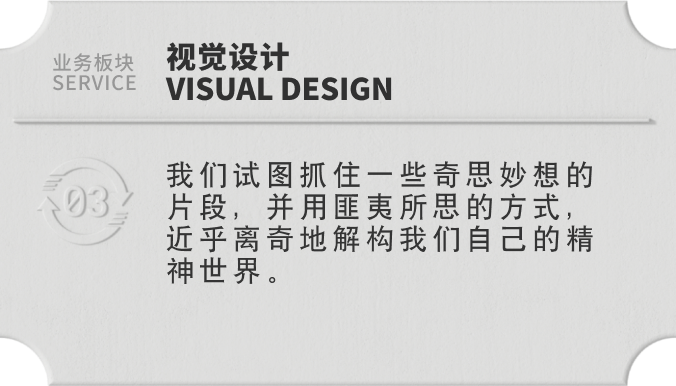 业务板块
SERVICE
视觉设计
VISUAL DESIGN
03
我们试图抓住一些奇思妙想的
片段，并用匪夷所思的方式，
近乎离奇地解构我们自己的精
神世界。